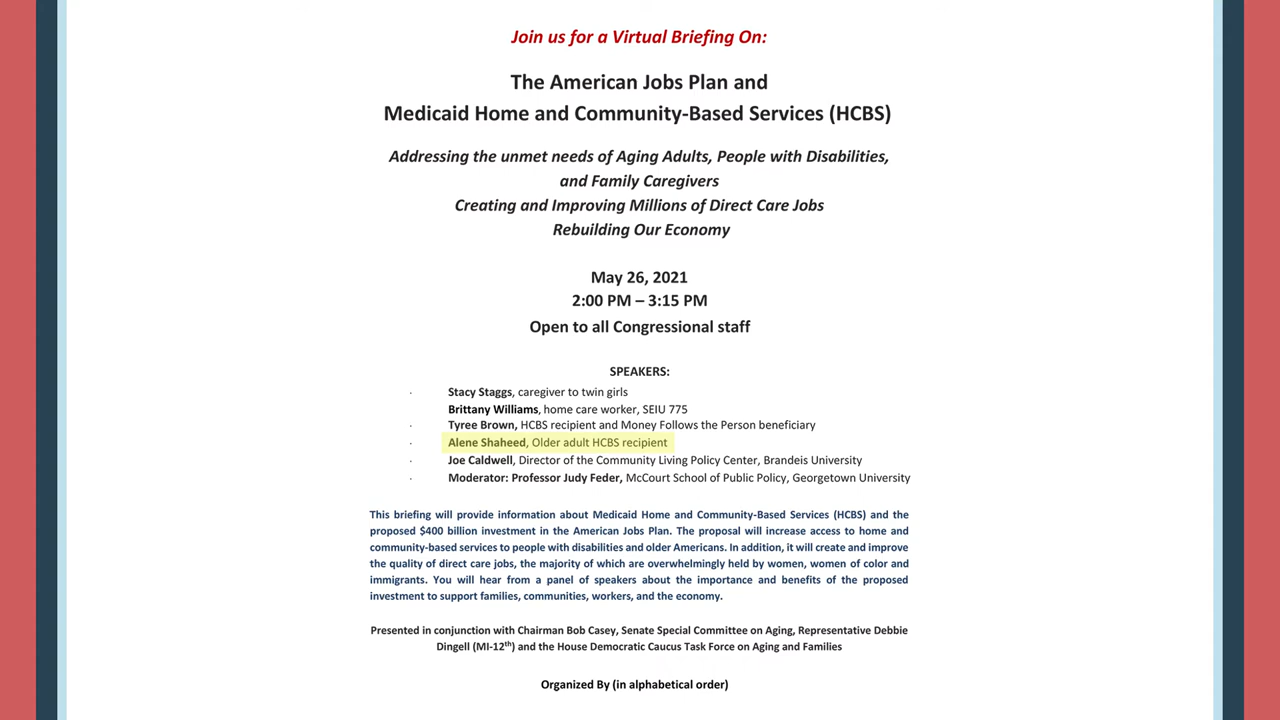 Join us for a Virtual Briefing On:
The American Jobs Plan and
Medicaid Home and Community-Based Services (HCBS)
Addressing the unmet needs of Aging Adults, People with Disabilities,
and Family Caregivers
Creating and Improving Millions of Direct Care Jobs
Rebuilding Our Economy
May 26, 2021
2:00 PM – 3:15 PM
Open to all Congressional staff
SPEAKERS:
· Stacy Staggs, caregiver to twin girls
Brittany Williams, home care worker, SEIU 775
· Tyree Brown, HCBS recipient and Money Follows the Person beneficiary
· Alene Shaheed, Older adult HCBS recipient
· Joe Caldwell, Director of the Community Living Policy Center, Brandeis University
· Moderator: Professor Judy Feder, McCourt School of Public Policy, Georgetown University
This briefing will provide information about Medicaid Home and Community-Based Services (HCBS) and the
proposed $400 billion investment in the American Jobs Plan. The proposal will increase access to home and
community-based services to people with disabilities and older Americans. In addition, it will create and improve
the quality of direct care jobs, the majority of which are overwhelmingly held by women, women of color and
immigrants. You will hear from a panel of speakers about the importance and benefits of the proposed
investment to support families, communities, workers, and the economy.
Presented in conjunction with Chairman Bob Casey, Senate Special Committee on Aging, Representative Debbie
Dingell (MI-12th) and the House Democratic Caucus Task Force on Aging and Families
Organized By (in alphabetical order)